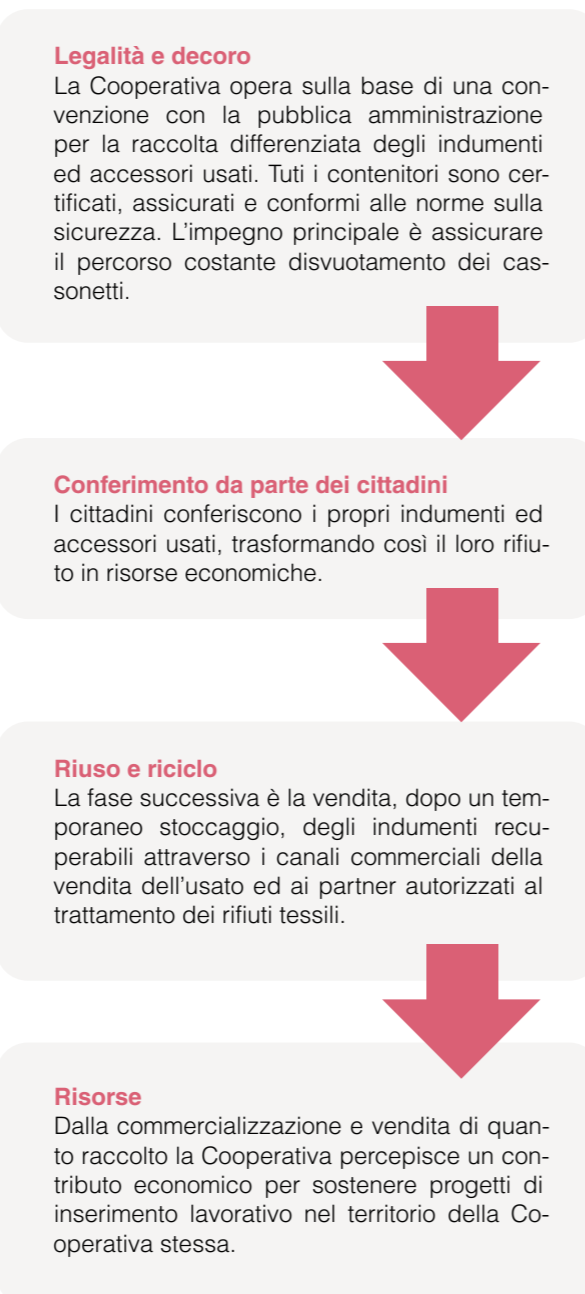 Legalità e decoro
La Cooperativa opera sulla base di una con-
venzione con la pubblica amministrazione
per la raccolta differenziata degli indumenti
ed accessori usati. Tuti i contenitori sono cer-
tificati, assicurati e conformi alle norme sulla
sicurezza. L'impegno principale è assicurare
il percorso costante disvuotamento dei cas-
sonetti.
Conferimento da parte dei cittadini
I cittadini conferiscono i propri indumenti ed
accessori usati, trasformando così il loro rifiu-
to in risorse economiche.
Riuso e riciclo
La fase successiva è la vendita, dopo un tem-
poraneo stoccaggio, degli indumenti recu-
perabili attraverso i canali commerciali della
vendita dell'usato ed ai partner autorizzati al
trattamento dei rifiuti tessili.
Risorse
Dalla commercializzazione e vendita di quan-
to raccolto la Cooperativa percepisce un con-
tributo economico per sostenere progetti di
inserimento lavorativo nel territorio della Co-
operativa stessa.